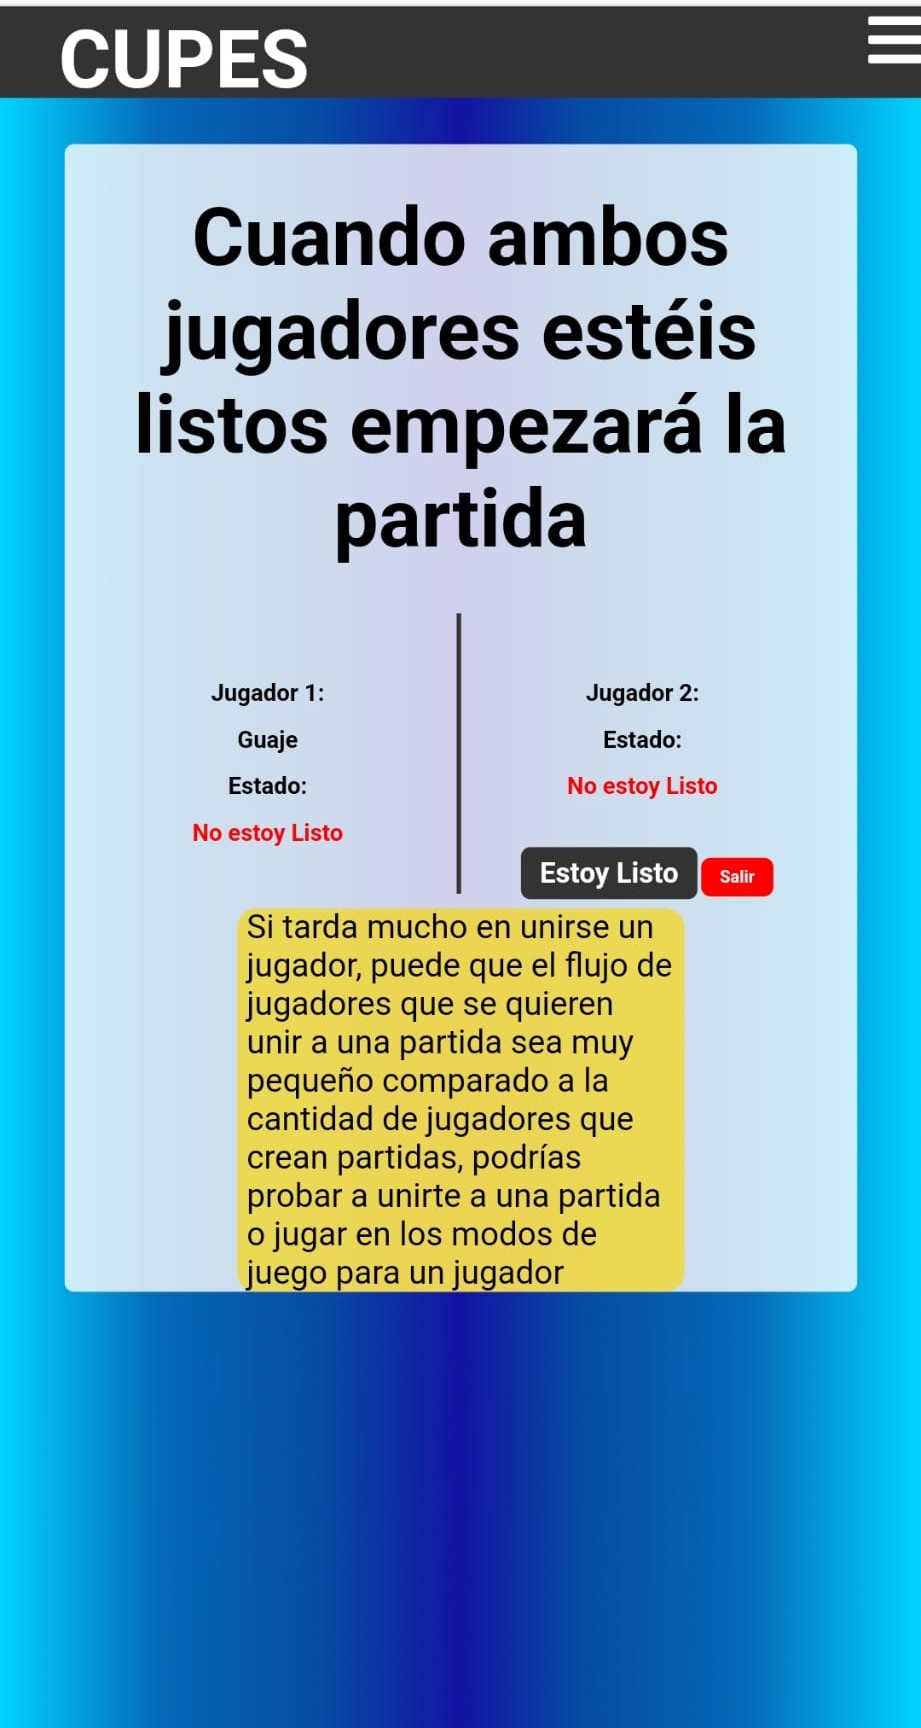 CUPES
Cuando ambos
jugadores estéis
listos empezará la
partida
Jugador 1:
Guaje
Estado:
No estoy Listo
Jugador 2:
Estado:
No estoy Listo
Estoy Listo
Salir
Si tarda mucho en unirse un
jugador, puede que el flujo de
jugadores que se quieren
unir a una partida sea muy
pequeño comparado a la
cantidad de jugadores que
crean partidas, podrías
probar a unirte a una partida
o jugar en los modos de
juego para un jugador